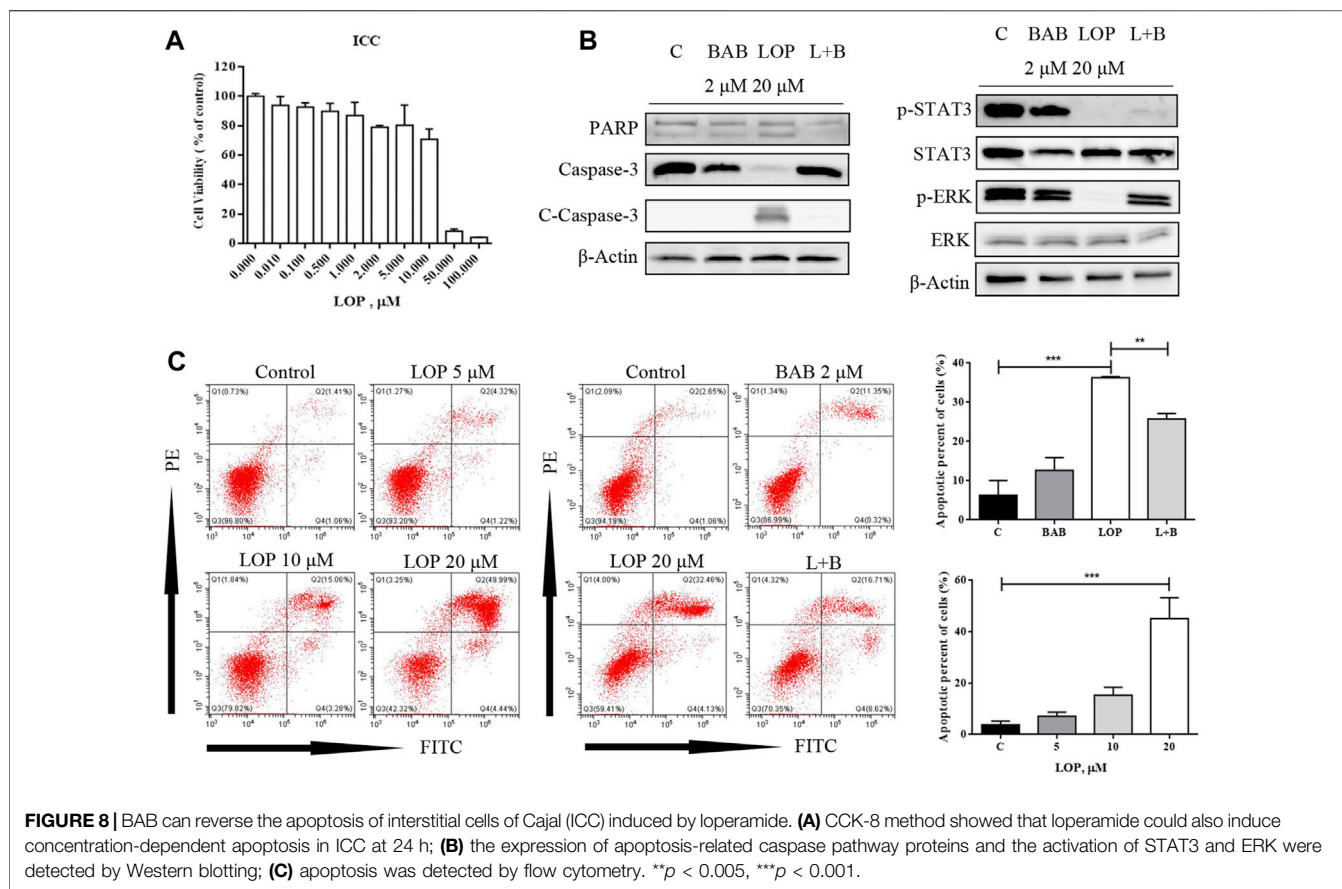 A
ICC
Cell Viability ( % of control)
120
100
80
60
40
20
0
0.000
0.010
0.100
0.500
1.000
2.000
5.000
10.000
50.000
100.000
LOP , μM
B
C BAB LOP L+B
2 μM 20 μM
PARP
Caspase-3
C-Caspase-3
β-Actin
C BAB LOP L+B
2 μM 20 μM
p-STAT3
STAT3
p-ERK
ERK
β-Actin
C
PE
Control
Q1(0.73%) Q2(1.41%)
Q3(96.80%) Q4(1.06%)
LOP 5 μM
Q1(1.27%) Q2(4.32%)
Q3(93.20%) Q4(1.22%)
LOP 10 μM
Q1(1.84%) Q2(15.06%)
Q3(79.82%) Q4(3.28%)
LOP 20 μM
Q1(3.25%) Q2(49.99%)
Q3(42.32%) Q4(4.44%)
FITC
PE
Control
Q1(2.09%) Q2(2.65%)
Q3(94.19%) Q4(1.06%)
BAB 2 μM
Q1(1.34%) Q2(11.35%)
Q3(86.99%) Q4(0.32%)
LOP 20 μM
Q1(4.00%) Q2(32.46%)
Q3(59.41%) Q4(4.13%)
L+B
Q1(4.32%) Q2(16.71%)
Q3(70.35%) Q4(8.62%)
FITC
Apoptotic percent of cells (%)
40
30
20
10
0
*** **
C BAB LOP L+B
Apoptotic percent of cells (%)
60
40
20
0
***
C 5 10 20
LOP, μM
FIGURE 8 | BAB can reverse the apoptosis of interstitial cells of Cajal (ICC) induced by loperamide. (A) CCK-8 method showed that loperamide could also induce
concentration-dependent apoptosis in ICC at 24 h; (B) the expression of apoptosis-related caspase pathway proteins and the activation of STAT3 and ERK were
detected by Western blotting; (C) apoptosis was detected by flow cytometry. **p < 0.005, ***p < 0.001.